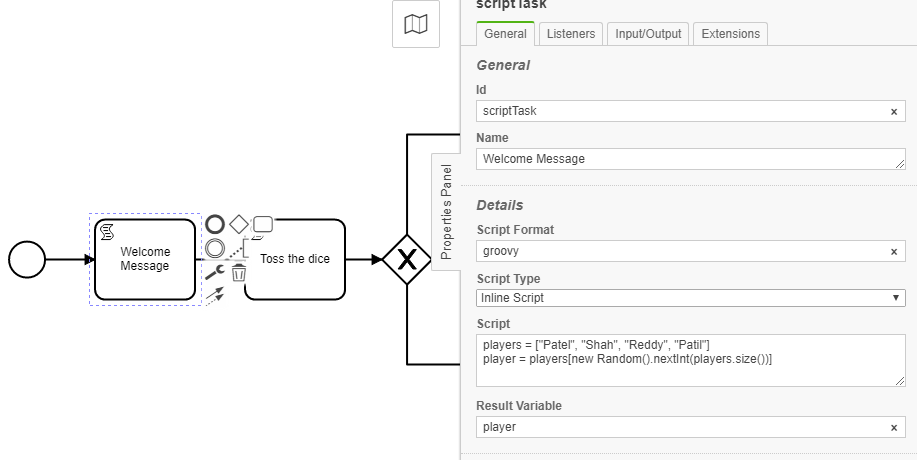 scriptTask
General Listeners Input/Output Extensions
General
Id
scriptTask x
Name
Welcome Message
Details
Script Format
groovy x
Script Type
Inline Script
Script
players = ["Patel", "Shah", "Reddy", "Patil"]
player = players[new Random().nextInt(players.size())]
Result Variable
player x
Properties Panel
Welcome
Message
Toss the dice